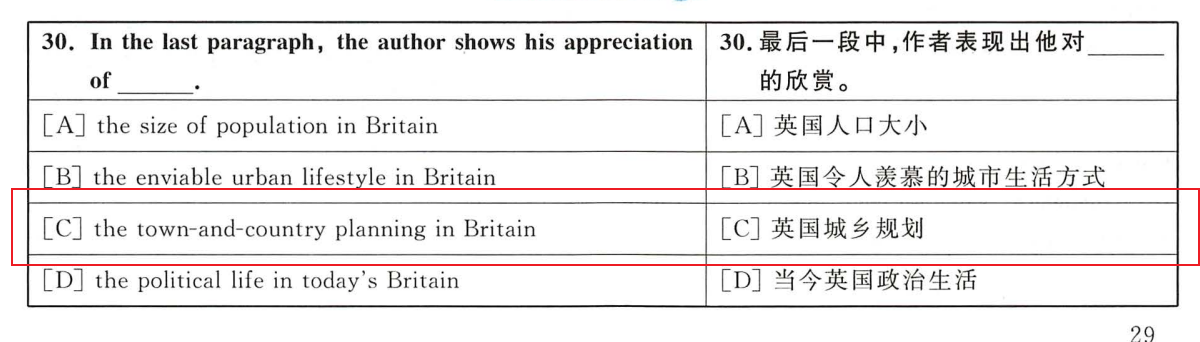 30. In the last paragraph, the author shows his appreciation
of ______.
30. 最后一段中,作者表现出他对______
的欣赏。
[A] the size of population in Britain
[A] 英国人口大小
[B] the enviable urban lifestyle in Britain
[B] 英国令人羡慕的城市生活方式
[C] the town-and-country planning in Britain
[C] 英国城乡规划
[D] the political life in today's Britain
[D] 当今英国政治生活
29